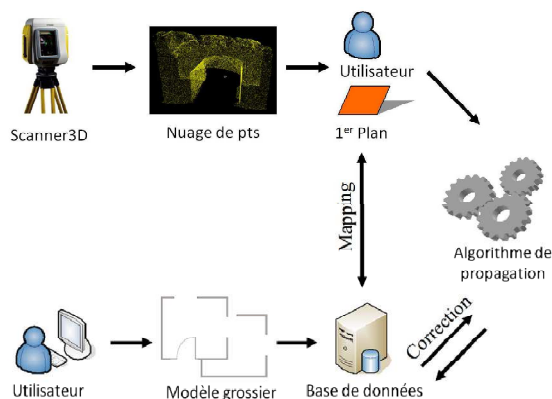 Scanner3D
Nuage de pts
Utilisateur
1er Plan
Mapping
Algorithme de
propagation
Correction
Utilisateur
Modèle grossier
Base de données